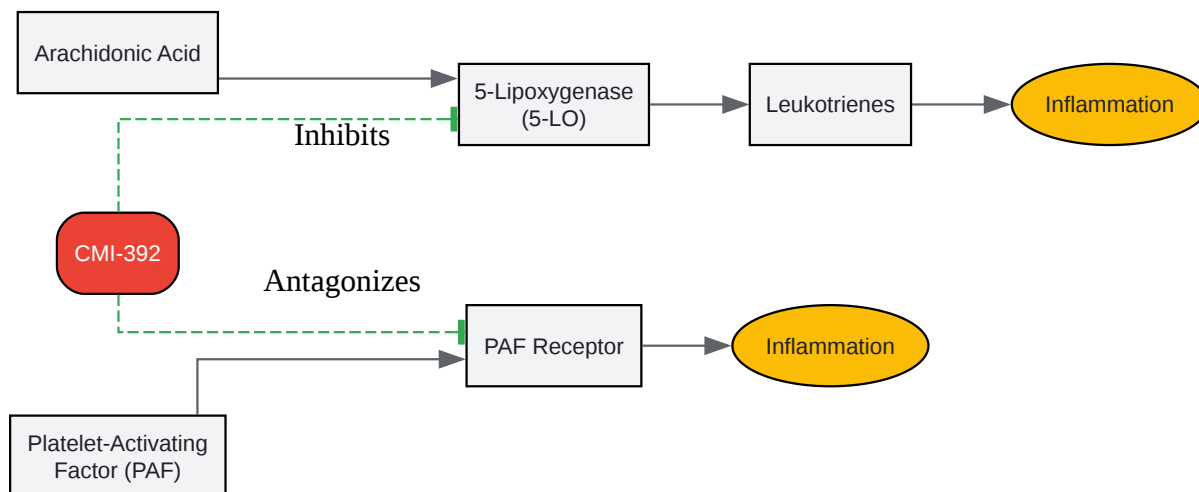 Arachidonic Acid
5-Lipoxygenase
(5-LO)
Leukotrienes
Inflammation
Inhibits
CMI-392
Antagonizes
PAF Receptor
Inflammation
Platelet-Activating
Factor (PAF)